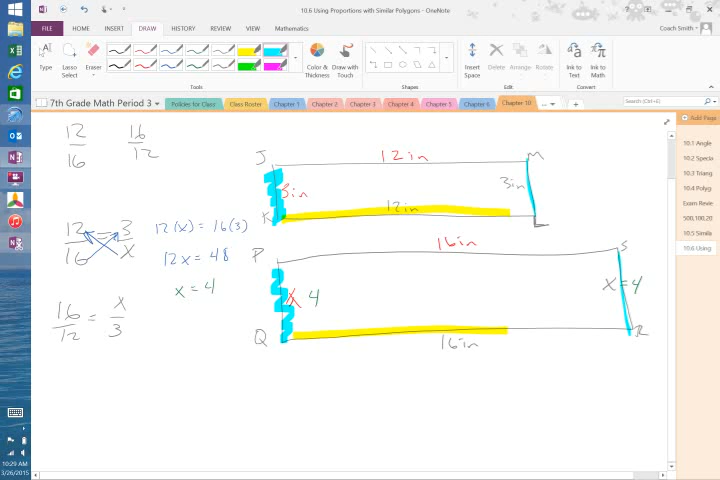 10.6 Using Proportions with Similar Polygons - OneNote
FILE HOME INSERT DRAW HISTORY REVIEW VIEW Mathematics
Coach Smith
Type
Lasso Select
Eraser
Color & Thickness
Draw with Touch
Insert Space
Delete
Arrange
Rotate
Ink to Text
Ink to Math
Tools
Shapes
Edit
Convert
7th Grade Math Period 3
Policies for Class
Class Roster
Chapter 1
Chapter 2
Chapter 3
Chapter 4
Chapter 5
Chapter 6
Chapter 10
Search (Ctrl+E)
Add Page
10.1 Angle
10.2 Specia
10.3 Triang
10.4 Polyg
Exam Revie
500,100.20
10.5 Simila
10.6 Using
12/16 16/12
J 12in M
3in 3in
K 12in L
12/16 = 3/x 12(x) = 16(3)
12x = 48
x = 4
16in
P S
x 4 x = 4
Q 16in R
16/12 = x/3
10:29 AM
3/26/2015